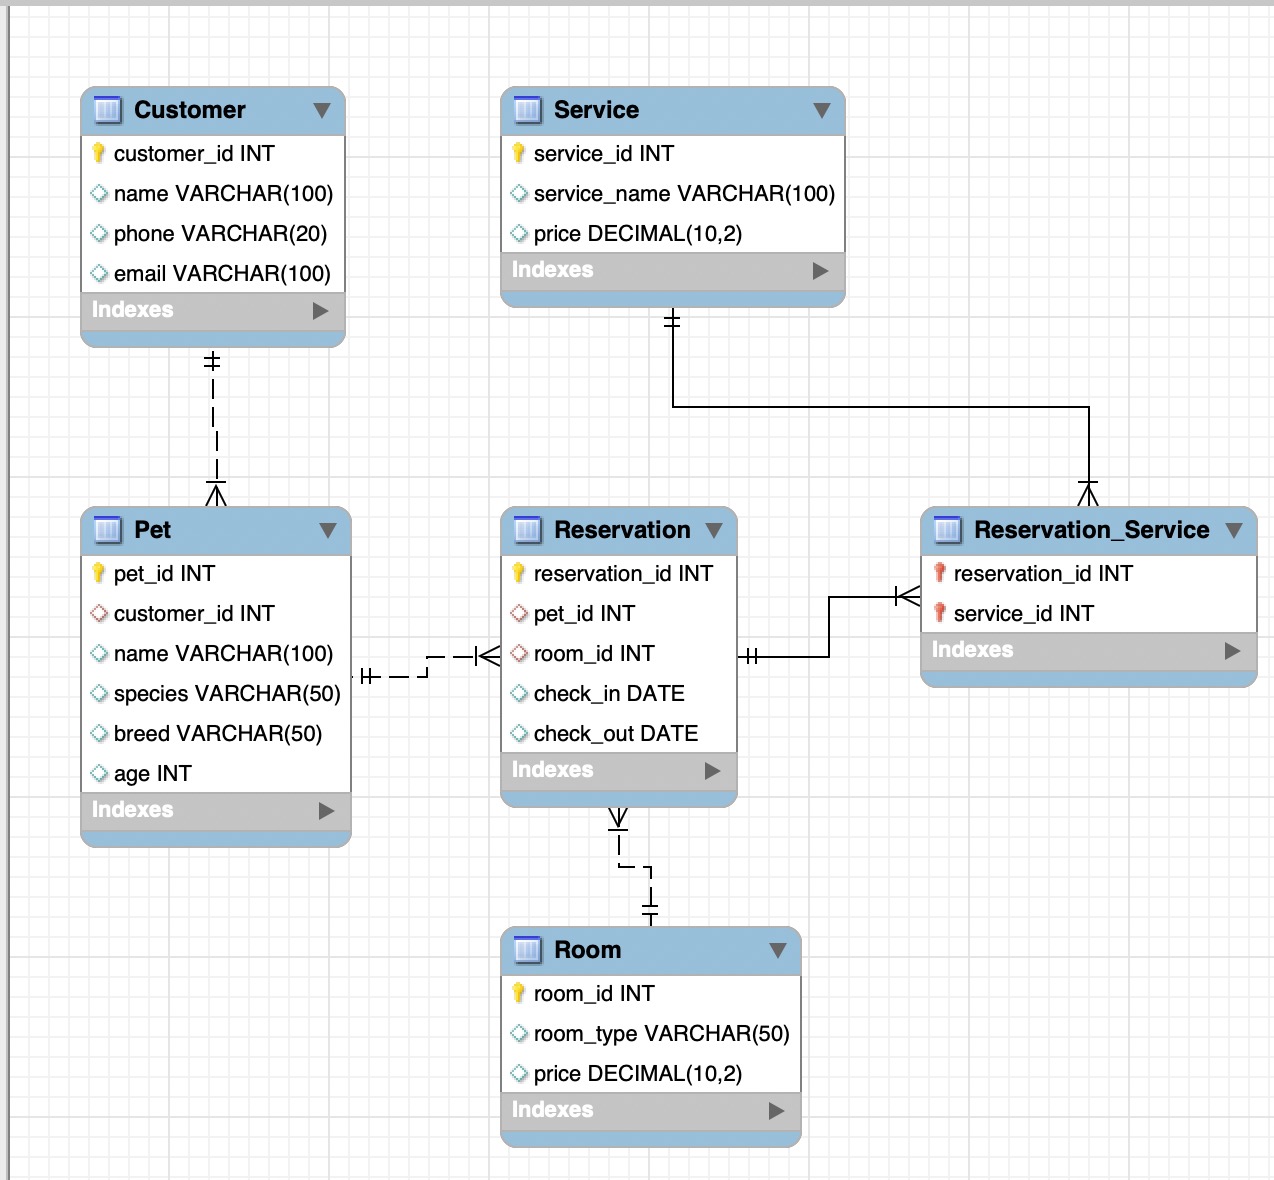 Customer
customer_id INT
name VARCHAR(100)
phone VARCHAR(20)
email VARCHAR(100)
Indexes
Service
service_id INT
service_name VARCHAR(100)
price DECIMAL(10,2)
Indexes
Pet
pet_id INT
customer_id INT
name VARCHAR(100)
species VARCHAR(50)
breed VARCHAR(50)
age INT
Indexes
Reservation
reservation_id INT
pet_id INT
room_id INT
check_in DATE
check_out DATE
Indexes
Reservation_Service
reservation_id INT
service_id INT
Indexes
Room
room_id INT
room_type VARCHAR(50)
price DECIMAL(10,2)
Indexes